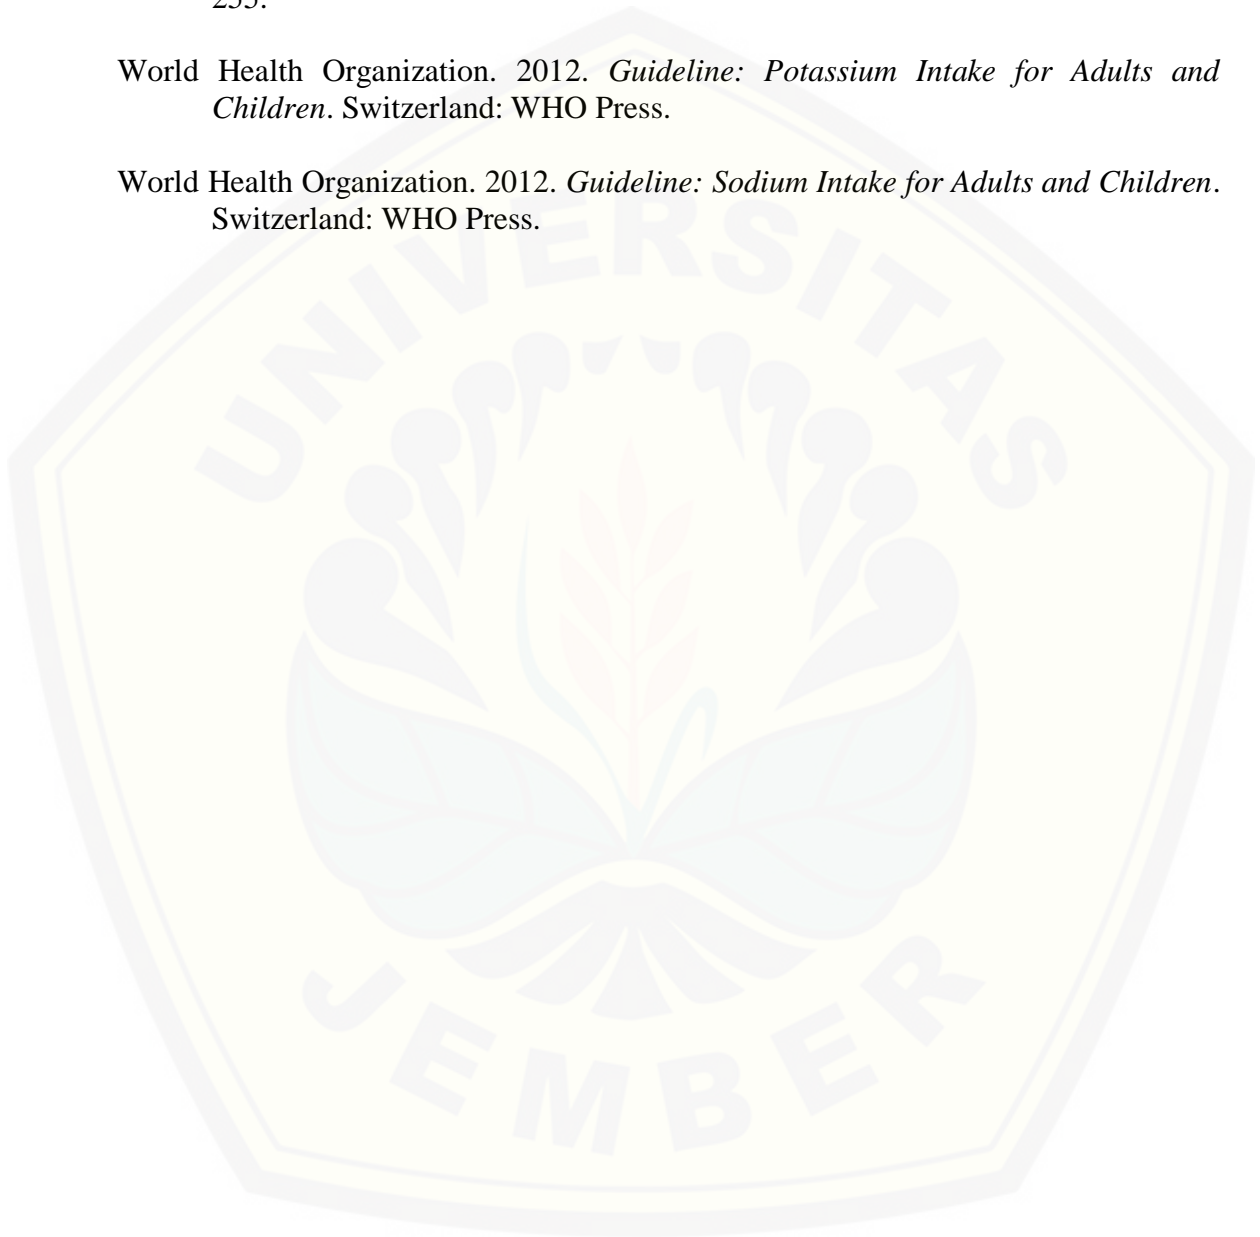 World Health Organization. 2012. Guideline: Potassium Intake for Adults and
Children. Switzerland: WHO Press.
World Health Organization. 2012. Guideline: Sodium Intake for Adults and Children.
Switzerland: WHO Press.
UNIVERSITAS
JEMBER